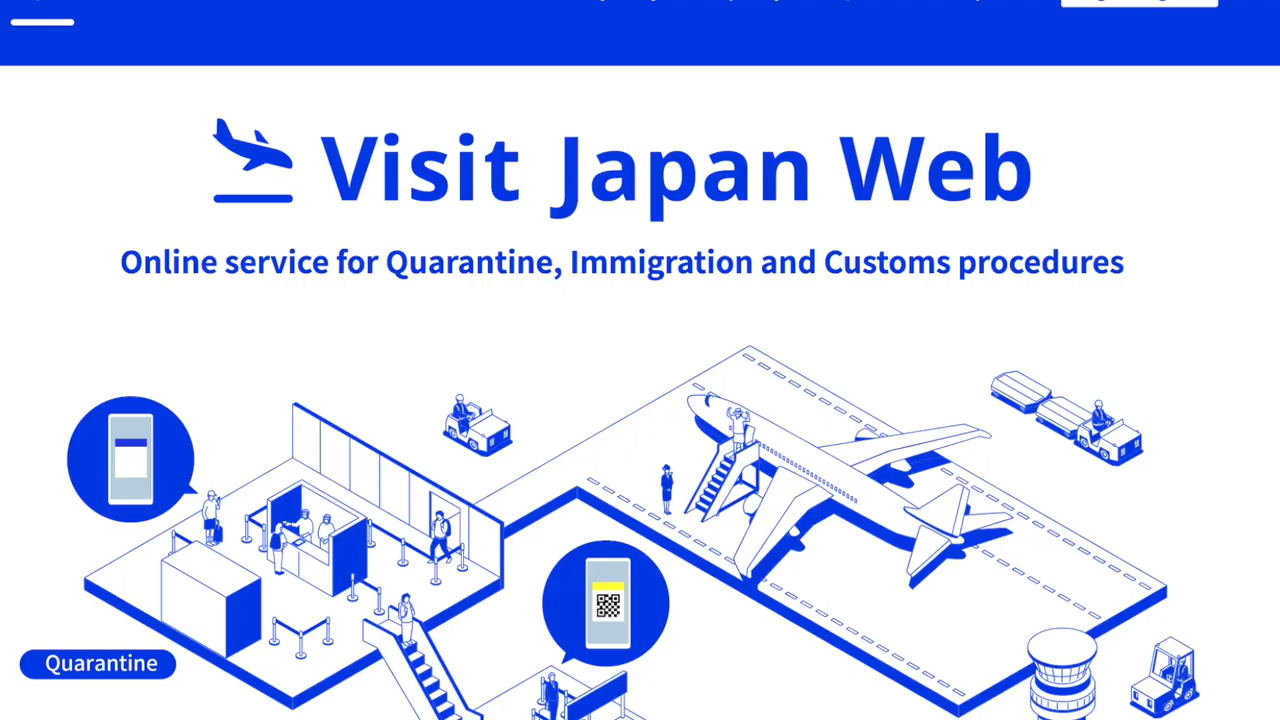 Visit Japan Web
Online service for Quarantine, Immigration and Customs procedures
Quarantine